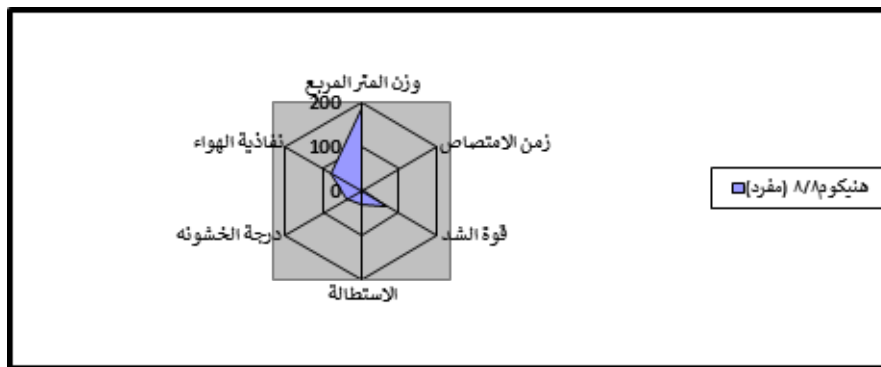 وزن المتر المربع
200
نفاذية الهواء
100
زمن الامتصاص
0
هنيكوم٨/٨ (مفرد)
درجة الخشونه
قوة الشد
الاستطالة